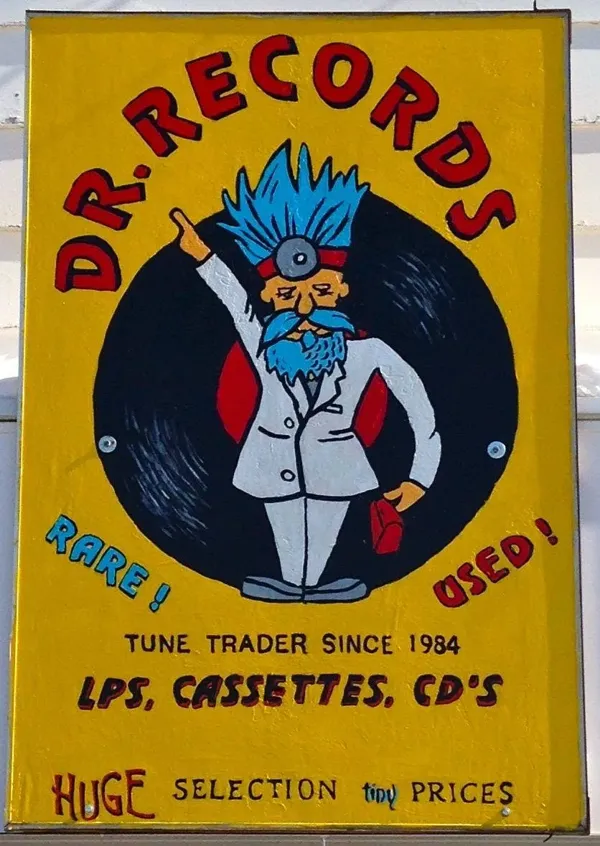 DR. RECORDS
RARE!
USED!
TUNE TRADER SINCE 1984
LPS, CASSETTES, CD'S
HUGE SELECTION tiny PRICES